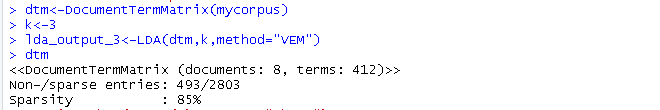 > dtm<-DocumentTermMatrix(mycorpus)
> k<-3
> lda_output_3<-LDA(dtm,k,method="VEM")
> dtm
<<DocumentTermMatrix (documents: 8, terms: 412)>>
Non-/sparse entries: 493/2803
Sparsity           : 85%